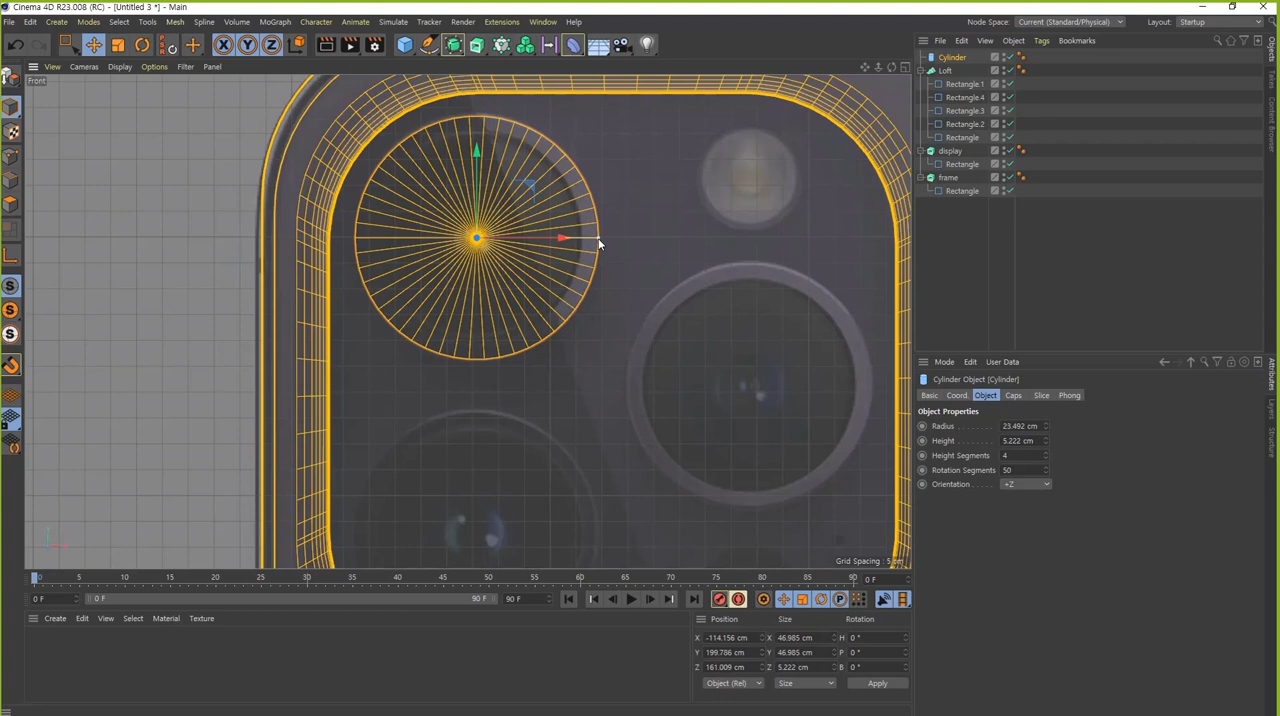 Cinema 4D R23.008 (RC) - [Untitled 3 *] - Main
File Edit Create Modes Select Tools Mesh Splines Volume MoGraph Character Animate Simulate Tracker Render Extensions Window Help Node Space: Current (Standard/Physical) Layout: Startup
File Edit View Object Tags Bookmarks
View Cameras Display Options Filter Panel
Front
Cylinder
Loft
Rectangle.1
Rectangle.4
Rectangle.3
Rectangle.2
Rectangle
display
Rectangle
frame
Rectangle
Objects
Takes
Content Browser
Mode Edit User Data
Cylinder Object [Cylinder]
Basic Coord. Object Caps Slice Phong
Object Properties
Radius 23.492 cm
Height 5.222 cm
Height Segments 4
Rotation Segments 50
Orientation +Z
Attributes
Layers
Structure
Grid Spacing : 5 cm
0 5 10 15 20 25 30 35 40 45 50 55 60 65 70 75 80 85 90 0 F
0 F 0 F 90 F 90 F
Create Edit View Select Material Texture
Position Size Rotation
X -114.156 cm X 46.985 cm H 0 °
Y 199.786 cm Y 46.985 cm P 0 °
Z 161.009 cm Z 5.222 cm B 0 °
Object (Rel) Size Apply